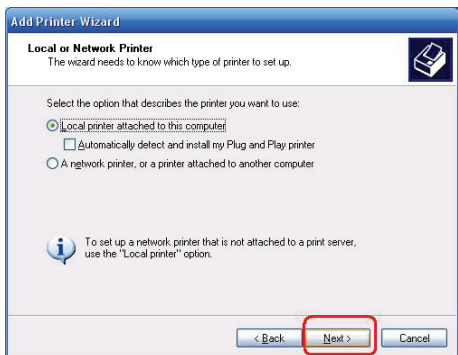 Add Printer Wizard
Local or Network Printer
The wizard needs to know which type of printer to set up.
Select the option that describes the printer you want to use:
Local printer attached to this computer
Automatically detect and install my Plug and Play printer
A network printer, or a printer attached to another computer
To set up a network printer that is not attached to a print server,
use the "Local printer" option.
< Back Next > Cancel